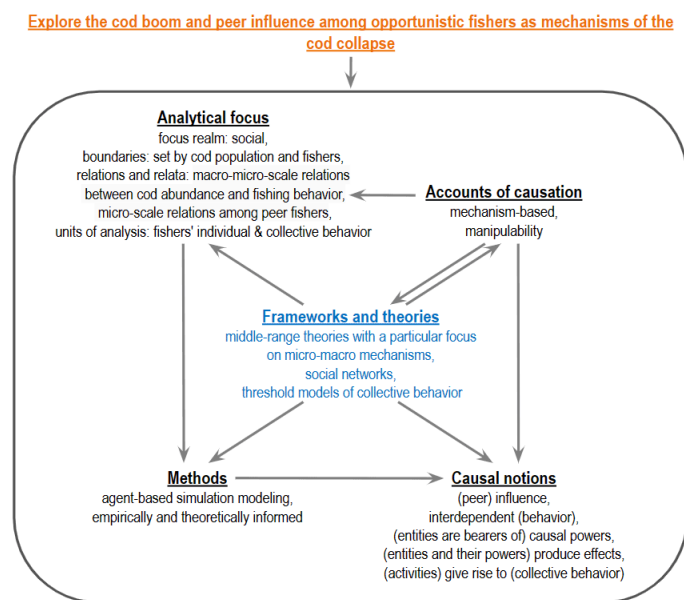 Explore the cod boom and peer influence among opportunistic fishers as mechanisms of the
cod collapse
Analytical focus
focus realm: social,
boundaries: set by cod population and fishers,
relations and relata: macro-micro-scale relations
between cod abundance and fishing behavior,
micro-scale relations among peer fishers,
units of analysis: fishers' individual & collective behavior
Accounts of causation
mechanism-based,
manipulability
Frameworks and theories
middle-range theories with a particular focus
on micro-macro mechanisms,
social networks,
threshold models of collective behavior
Methods
agent-based simulation modeling,
empirically and theoretically informed
Causal notions
(peer) influence,
interdependent (behavior),
(entities are bearers of) causal powers,
(entities and their powers) produce effects,
(activities) give rise to (collective behavior)